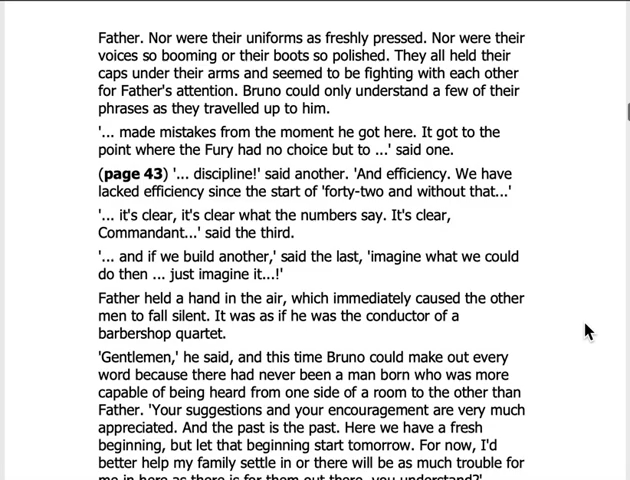 Father. Nor were their uniforms as freshly pressed. Nor were their
voices so booming or their boots so polished. They all held their
caps under their arms and seemed to be fighting with each other
for Father's attention. Bruno could only understand a few of their
phrases as they travelled up to him.
'... made mistakes from the moment he got here. It got to the
point where the Fury had no choice but to ...' said one.
(page 43) '... discipline!' said another. 'And efficiency. We have
lacked efficiency since the start of 'forty-two and without that...'
'... it's clear, it's clear what the numbers say. It's clear,
Commandant...' said the third.
'... and if we build another,' said the last, 'imagine what we could
do then ... just imagine it...!'
Father held a hand in the air, which immediately caused the other
men to fall silent. It was as if he was the conductor of a
barbershop quartet.
'Gentlemen,' he said, and this time Bruno could make out every
word because there had never been a man born who was more
capable of being heard from one side of a room to the other than
Father. 'Your suggestions and your encouragement are very much
appreciated. And the past is the past. Here we have a fresh
beginning, but let that beginning start tomorrow. For now, I'd
better help my family settle in or there will be as much trouble for
me in here as there is for them out there, you understand?'